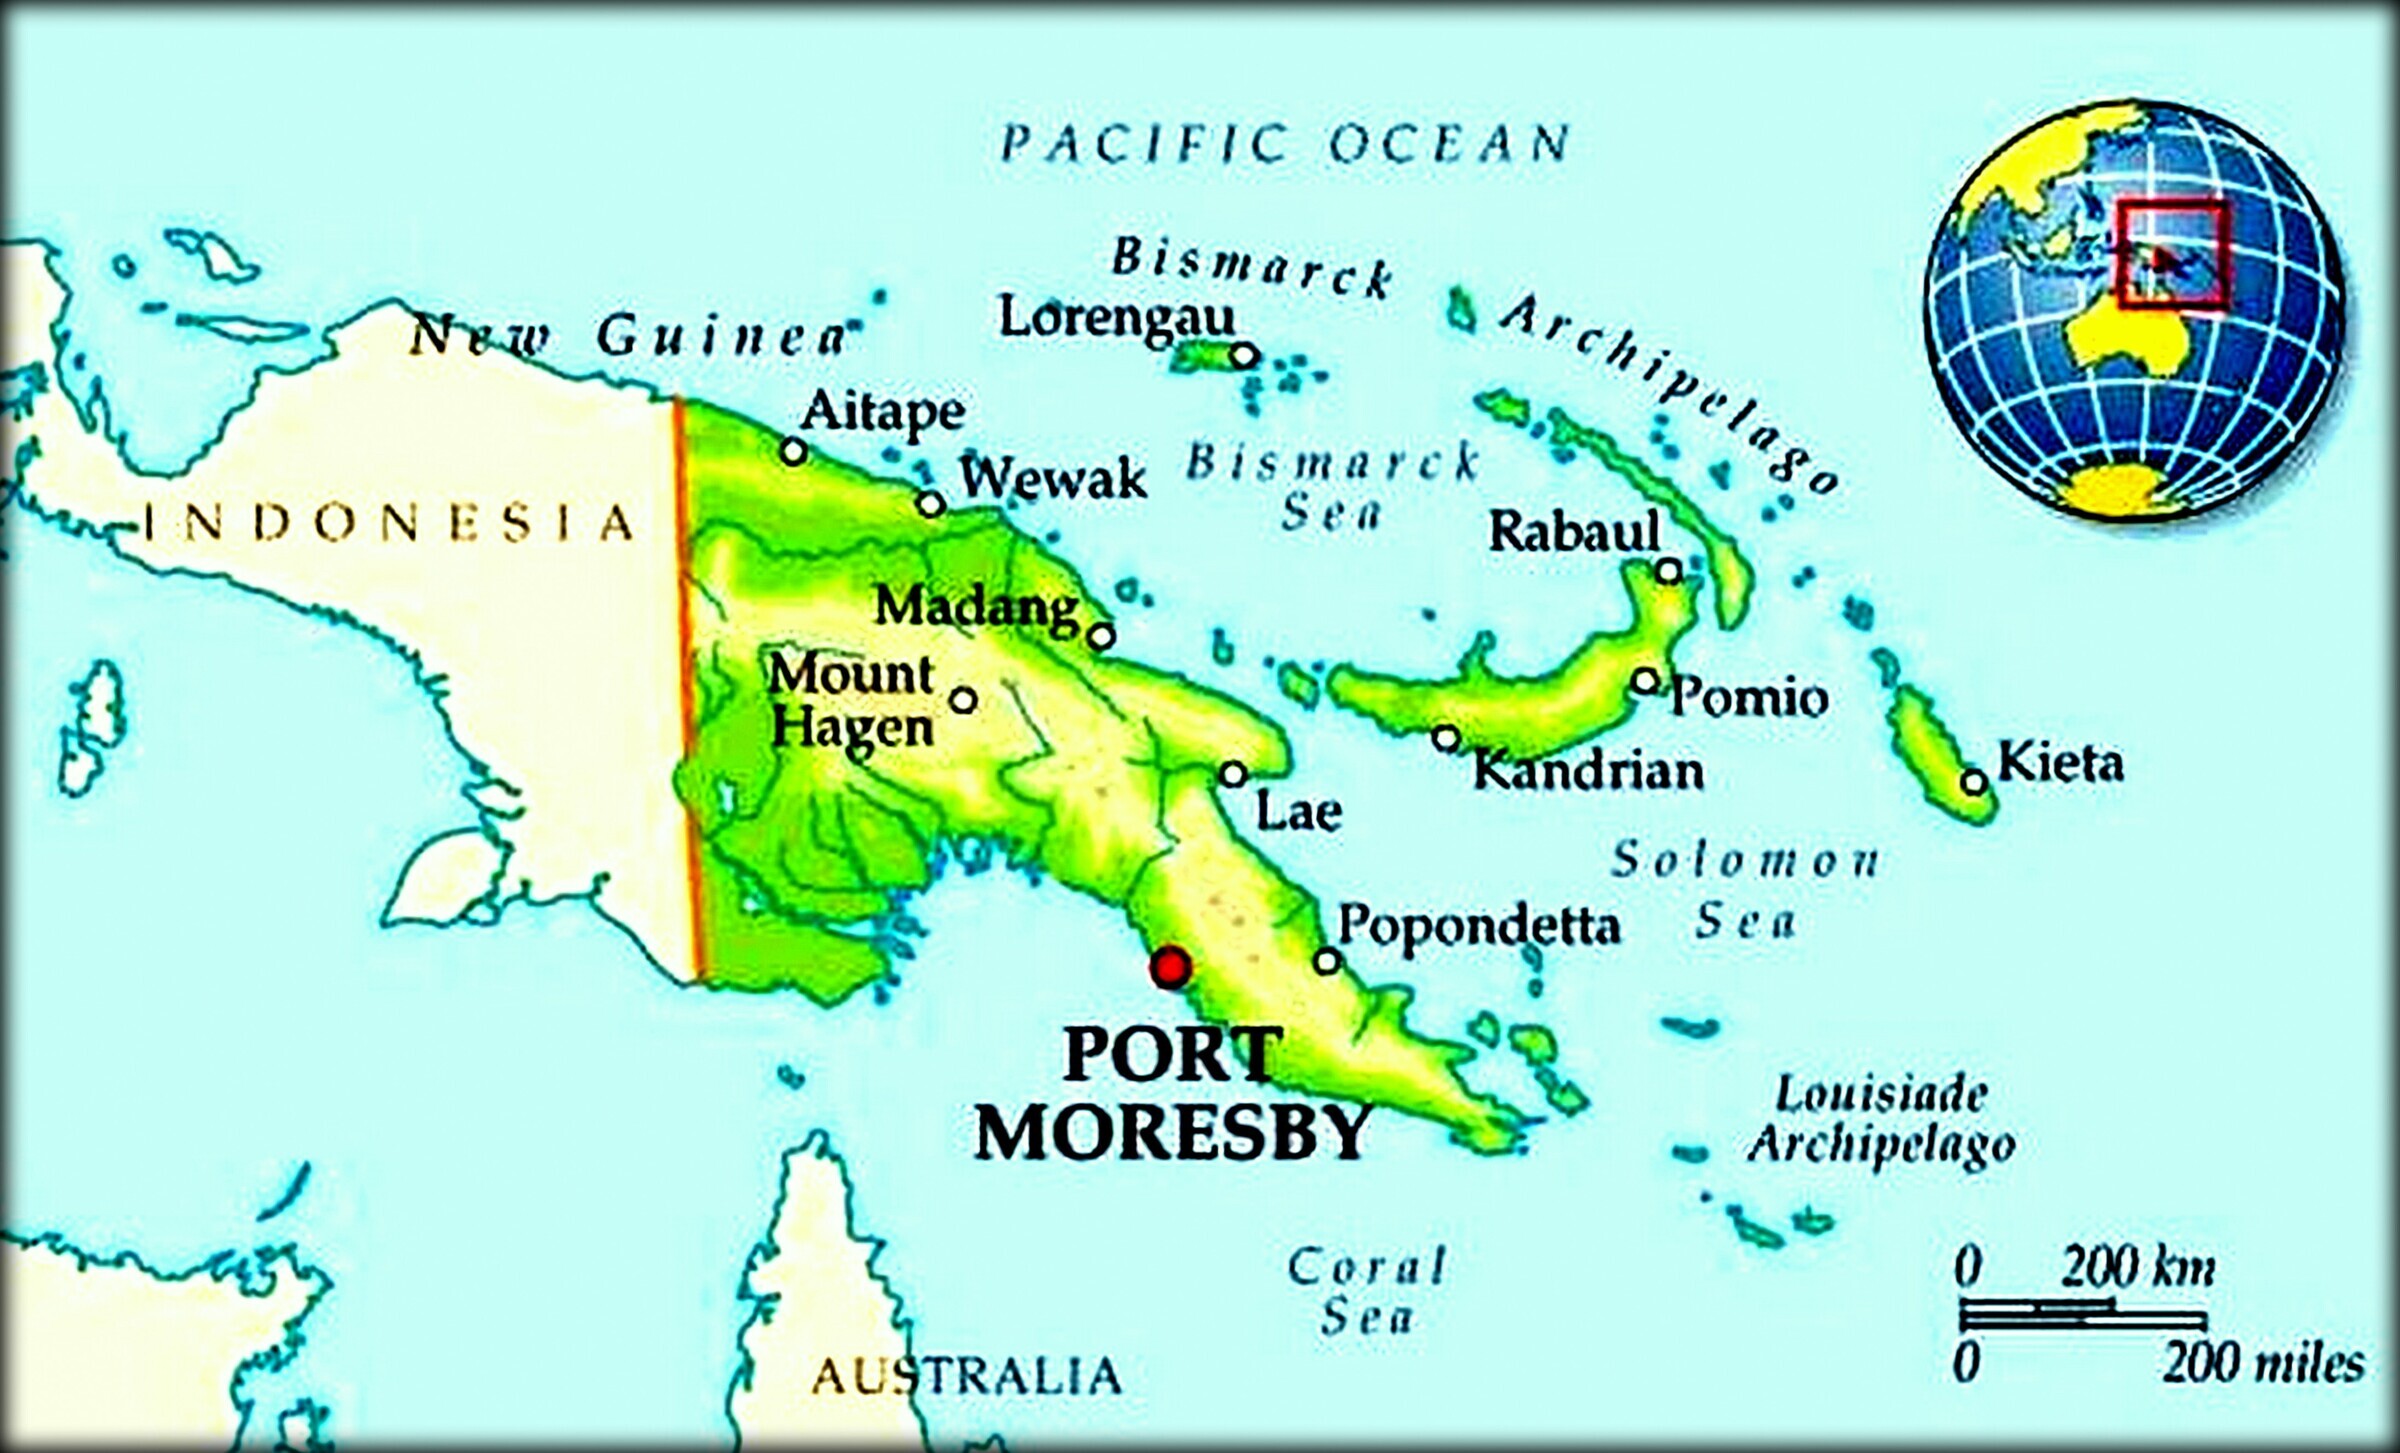 PACIFIC OCEAN
Bismarck
Archipelago
New Guinea
Lorengau
Aitape
Wewak
Bismarck
Sea
INDONESIA
Rabaul
Madang
Mount
Hagen
Pomio
Kandrian
Kieta
Lae
Solomon
Sea
Popondetta
PORT
MORESBY
Louisiade
Archipelago
Coral
Sea
0 200 km
0 200 miles
AUSTRALIA